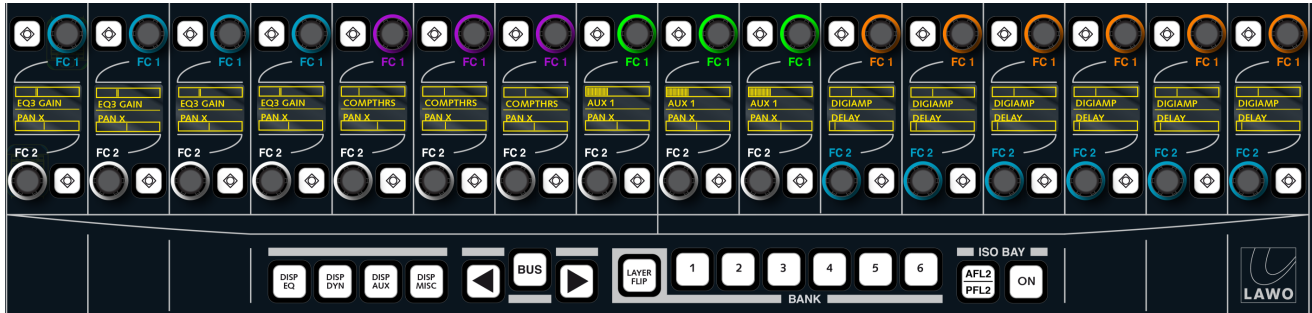 FC 1 FC 1 FC 1 FC 1 FC 1 FC 1 FC 1 FC 1 FC 1 FC 1 FC 1 FC 1 FC 1 FC 1 FC 1 FC 1
EQ3 GAIN EQ3 GAIN EQ3 GAIN EQ3 GAIN COMPTHRS COMPTHRS COMPTHRS AUX 1 AUX 1 AUX 1 DIGIAMP DIGIAMP DIGIAMP DIGIAMP DIGIAMP DIGIAMP
PAN X PAN X PAN X PAN X PAN X PAN X PAN X PAN X PAN X PAN X DELAY DELAY DELAY DELAY DELAY DELAY
FC 2 FC 2 FC 2 FC 2 FC 2 FC 2 FC 2 FC 2 FC 2 FC 2 FC 2 FC 2 FC 2 FC 2 FC 2 FC 2
DISP EQ
DISP DYN
DISP AUX
DISP MISC
BUS
LAYER FLIP
1 2 3 4 5 6
BANK
ISO BAY
AFL2
PFL2
ON
LAWO